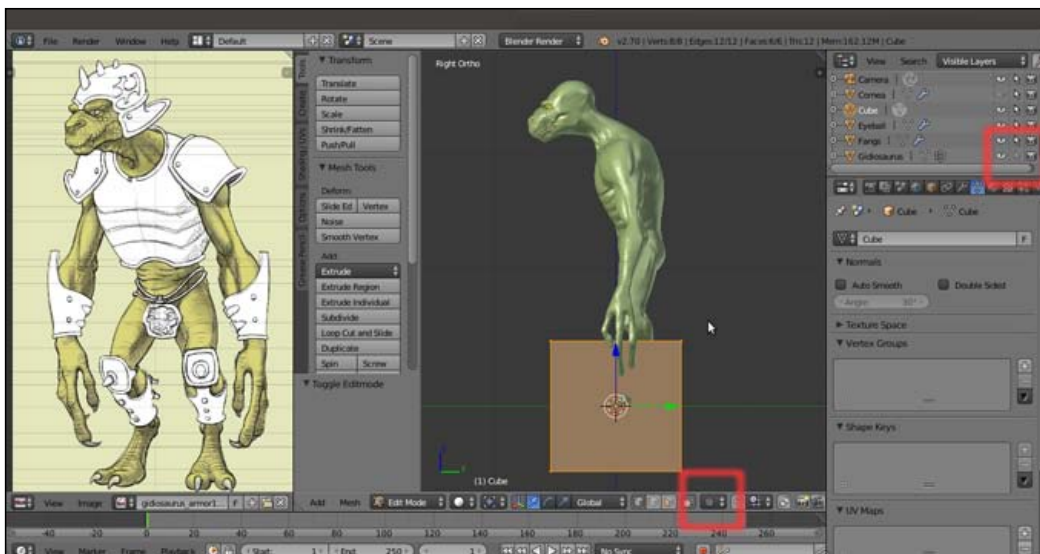 File Render Window Help Default Scene Blender Render v2.70 | Verts:8/8 | Edges:12/12 | Faces:6/6 | Tris:12 | Mem:162.12M | Cube
Tools
Create
Shading / UVs
Options
Grease Pencil
Transform
Translate
Rotate
Scale
Shrink/Fatten
Push/Pull
Mesh Tools
Deform:
Slide Ed Vertex
Noise
Smooth Vertex
Add:
Extrude
Extrude Region
Extrude Individual
Subdivide
Loop Cut and Slide
Duplicate
Spin Screw
Toggle Editmode
Right Ortho
(1) Cube
View Search Visible Layers
Camera
Cornea
Cube
Eyeball
Fangs
Gidiosaurus
Cube Cube
Cube F
Normals
Auto Smooth Double Sided
Angle: 30°
Texture Space
Vertex Groups
Shape Keys
UV Maps
View Image gidiosaurus_armor1... F
Add Mesh Edit Mode Global
-40 -20 0 20 40 60 80 100 120 140 160 180 200 220 240 260
View Marker Frame Playback Start: 1 End: 250 1 No Sync